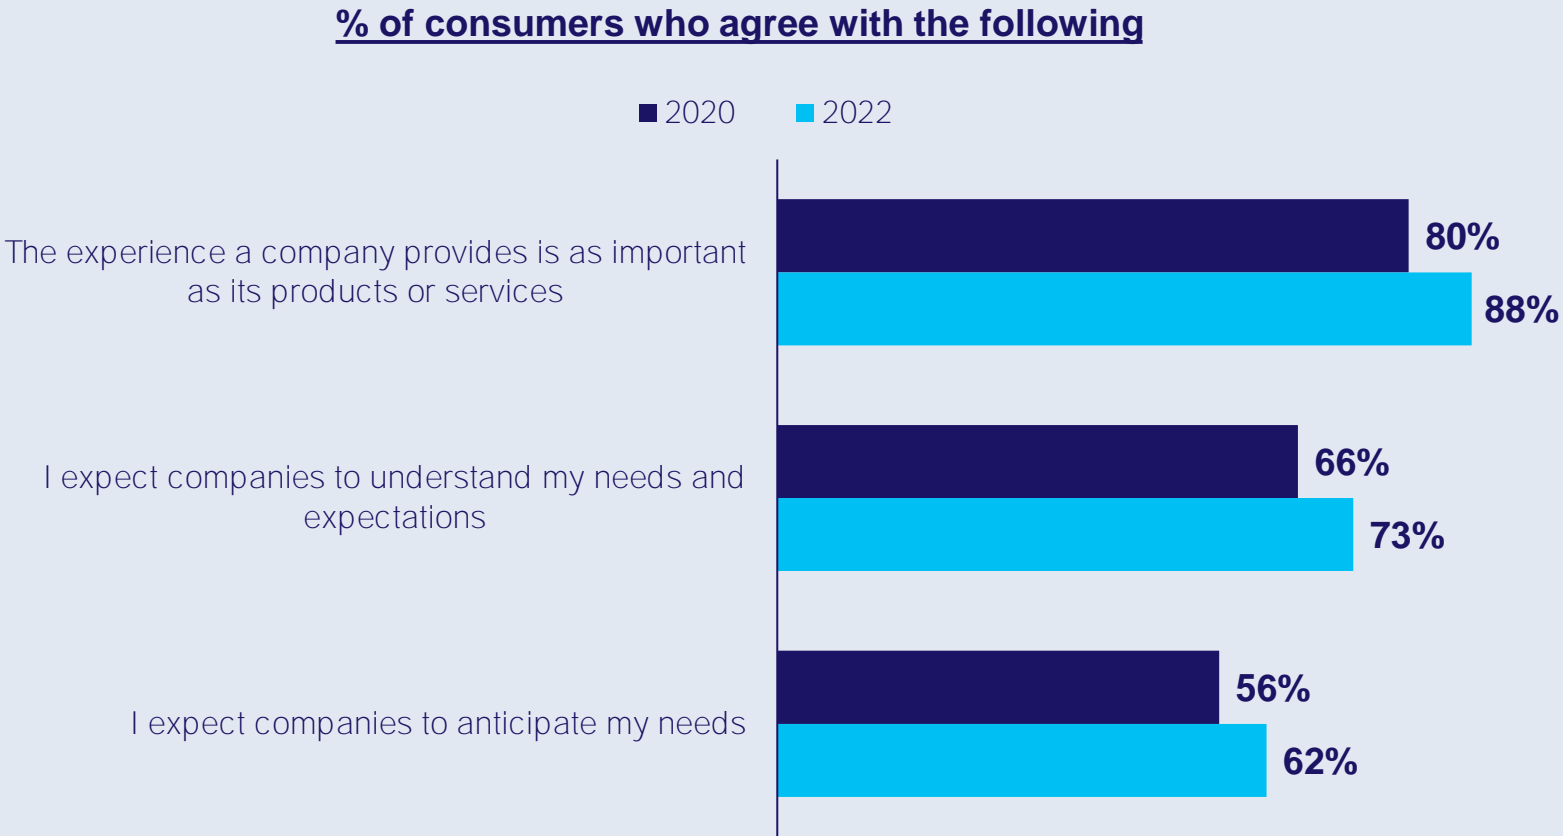 % of consumers who agree with the following
2020 2022
The experience a company provides is as important
as its products or services
80%
88%
I expect companies to understand my needs and
expectations
66%
73%
I expect companies to anticipate my needs
56%
62%